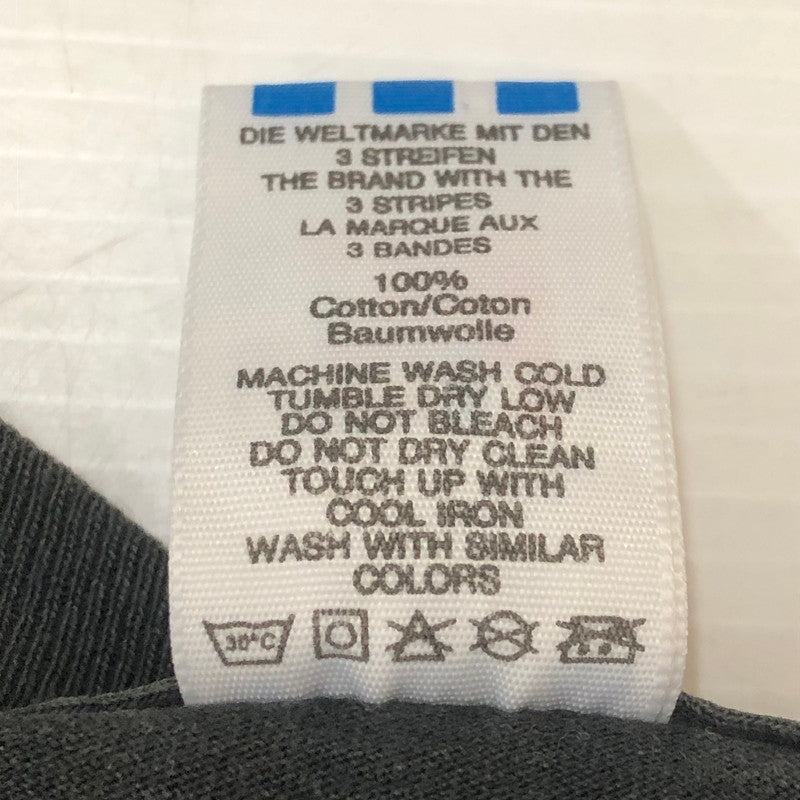 DIE WELTMARKE MIT DEN
3 STREIFEN
THE BRAND WITH THE
3 STRIPES
LA MARQUE AUX
3 BANDES
100%
Cotton/Coton
Baumwolle
MACHINE WASH COLD
TUMBLE DRY LOW
DO NOT BLEACH
DO NOT DRY CLEAN
TOUCH UP WITH
COOL IRON
WASH WITH SIMILAR
COLORS
30°C